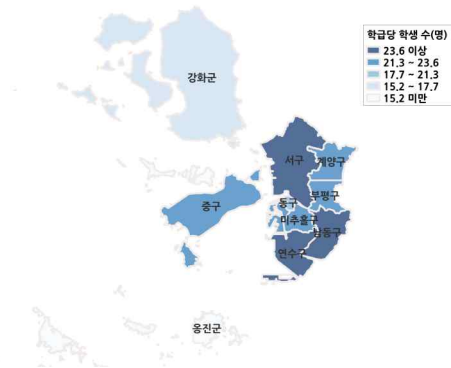 학급당 학생 수(명)
23.6 이상
21.3 ~ 23.6
17.7 ~ 21.3
15.2 ~ 17.7
15.2 미만
강화군
서구
계양구
부평구
동구
중구
미추홀구
남동구
연수구
옹진군